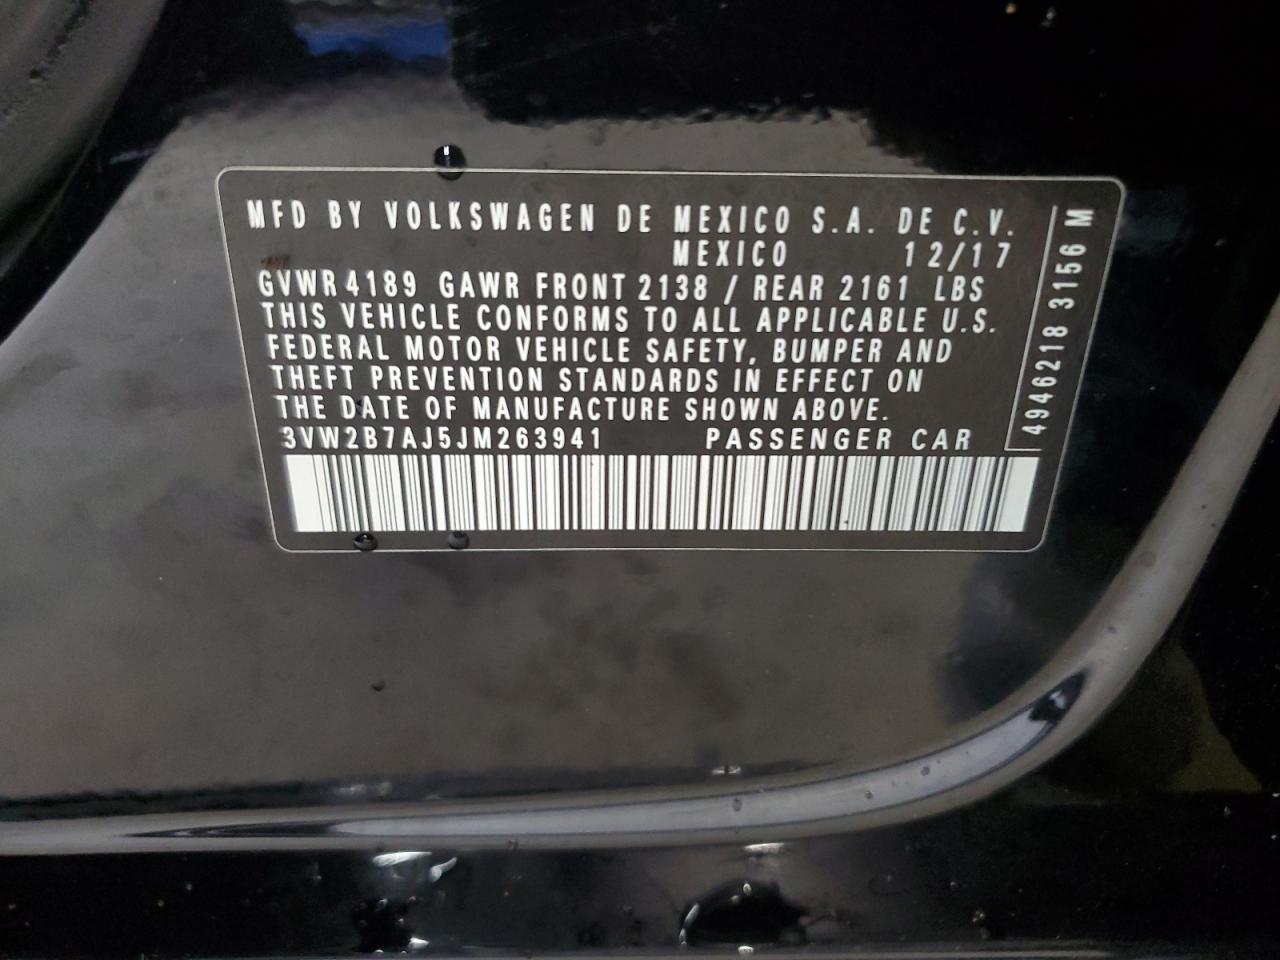 MFD BY VOLKSWAGEN DE MEXICO S.A. DE C.V.
MEXICO 12/17
GVWR 4189 GAWR FRONT 2138 / REAR 2161 LBS
THIS VEHICLE CONFORMS TO ALL APPLICABLE U.S.
FEDERAL MOTOR VEHICLE SAFETY, BUMPER AND
THEFT PREVENTION STANDARDS IN EFFECT ON
THE DATE OF MANUFACTURE SHOWN ABOVE.
3VW2B7AJ5JM263941 PASSENGER CAR
4946218 3156 M